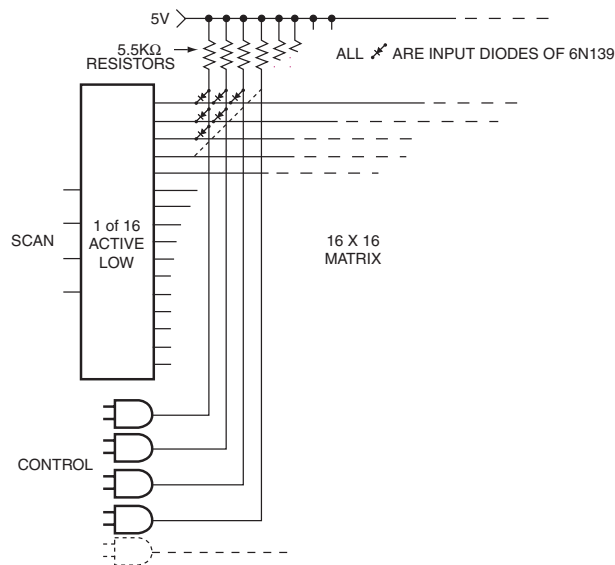 5V
5.5KΩ
RESISTORS
ALL ARE INPUT DIODES OF 6N139
1 of 16
ACTIVE
LOW
SCAN
16 X 16
MATRIX
CONTROL